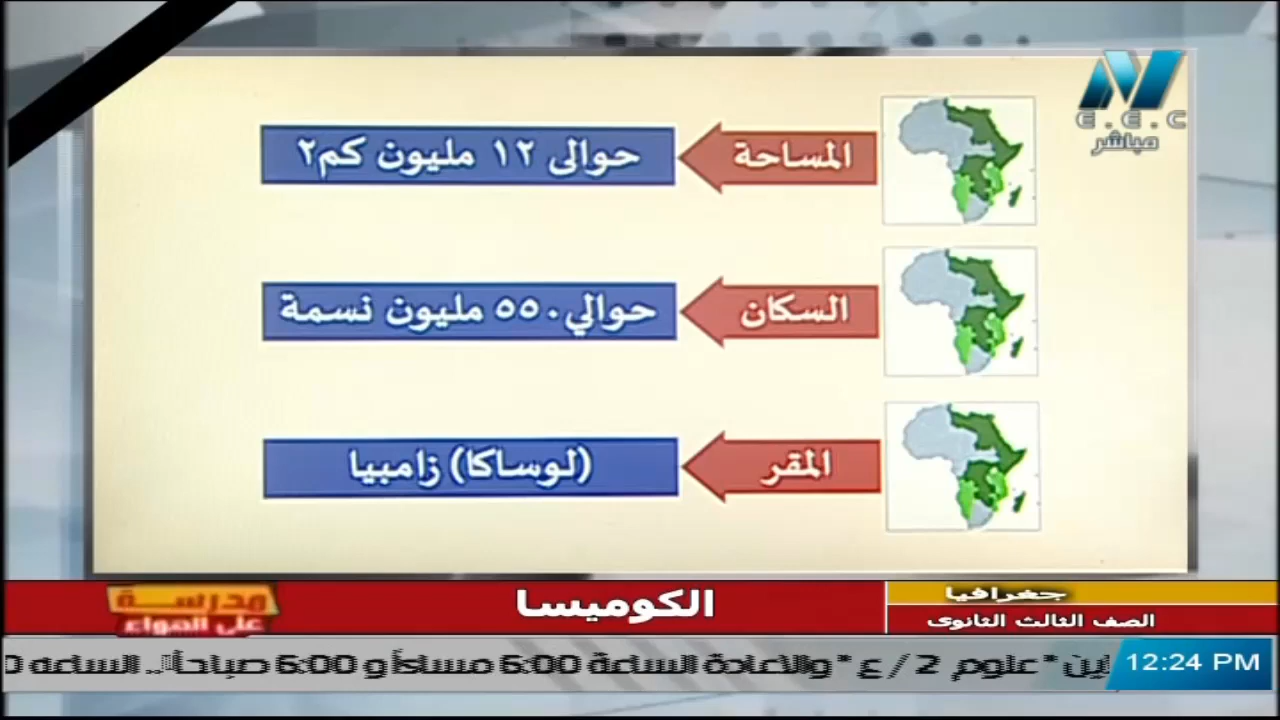 E.E.C
مباشر
المساحة
حوالى ١٢ مليون كم٢
السكان
حوالي ٥٥٠ مليون نسمة
المقر
(لوساكا) زامبيا
جغرافيا
الصف الثالث الثانوى
الكوميسا
مدرسة
على الهواء
12:24 PM
* علوم 2 / ع * والاعادة الساعة 6:00 مساءاً و 6:00 صباحاً.. الساعه